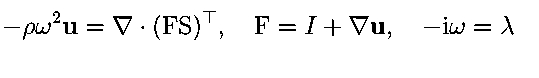 −ρω²𝐮 = ∇ · (FS)^⊤,  F = I + ∇𝐮,  −iω = λ